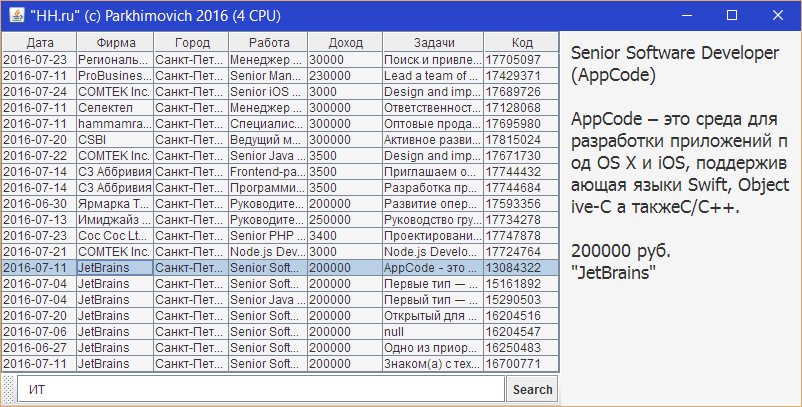 "HH.ru" (c) Parkhimovich 2016 (4 CPU)
Дата Фирма Город Работа Доход Задачи Код
2016-07-23 Региональ... Санкт-Пет... Менеджер ... 30000 Поиск и привле... 17705097
2016-07-11 ProBusines... Санкт-Пет... Senior Man... 230000 Lead a team of ... 17429371
2016-07-24 COMTEK Inc. Санкт-Пет... Senior iOS ... 3000 Design and imp... 17689726
2016-07-11 Селектел Санкт-Пет... Менеджер ... 300000 Ответственност... 17128068
2016-07-11 hammamra... Санкт-Пет... Специалис... 300000 Оптовые прода... 17695980
2016-07-20 CSBI Санкт-Пет... Ведущий м... 300000 Активное разви... 17815024
2016-07-22 COMTEK Inc. Санкт-Пет... Senior Java ... 3500 Design and imp... 17671730
2016-07-14 СЗ Аббривия Санкт-Пет... Frontend-ра... 3500 Приглашаем о... 17744432
2016-07-14 СЗ Аббривия Санкт-Пет... Программи... 3500 Разработка пр... 17744684
2016-06-30 Ярмарка Т... Санкт-Пет... Руководите... 200000 Развитие опер... 17593356
2016-07-13 Имиджайз ... Санкт-Пет... Руководите... 250000 Руководство гру... 17734278
2016-07-23 Coc Coc Lt... Санкт-Пет... Senior PHP ... 3400 Проектировани... 17747878
2016-07-21 COMTEK Inc. Санкт-Пет... Node.js Dev... 3000 Node.js Develo... 17724764
2016-07-11 JetBrains Санкт-Пет... Senior Soft... 200000 AppCode – это ... 13084322
2016-07-04 JetBrains Санкт-Пет... Senior Soft... 200000 Первые тип — ... 15161892
2016-07-04 JetBrains Санкт-Пет... Senior Java ... 200000 Первый тип — ... 15290503
2016-07-20 JetBrains Санкт-Пет... Senior Soft... 200000 Открытый для ... 16204516
2016-07-06 JetBrains Санкт-Пет... Senior Soft... 200000 null 16204547
2016-06-27 JetBrains Санкт-Пет... Senior Soft... 200000 Одно из приор... 16250483
2016-07-11 JetBrains Санкт-Пет... Senior Soft... 200000 Знаком(а) с тех... 16700771
ИТ Search
Senior Software Developer
(AppCode)
AppCode – это среда для
разработки приложений п
од OS X и iOS, поддержив
ающая языки Swift, Object
ive-C а такжеC/C++.
200000 руб.
"JetBrains"